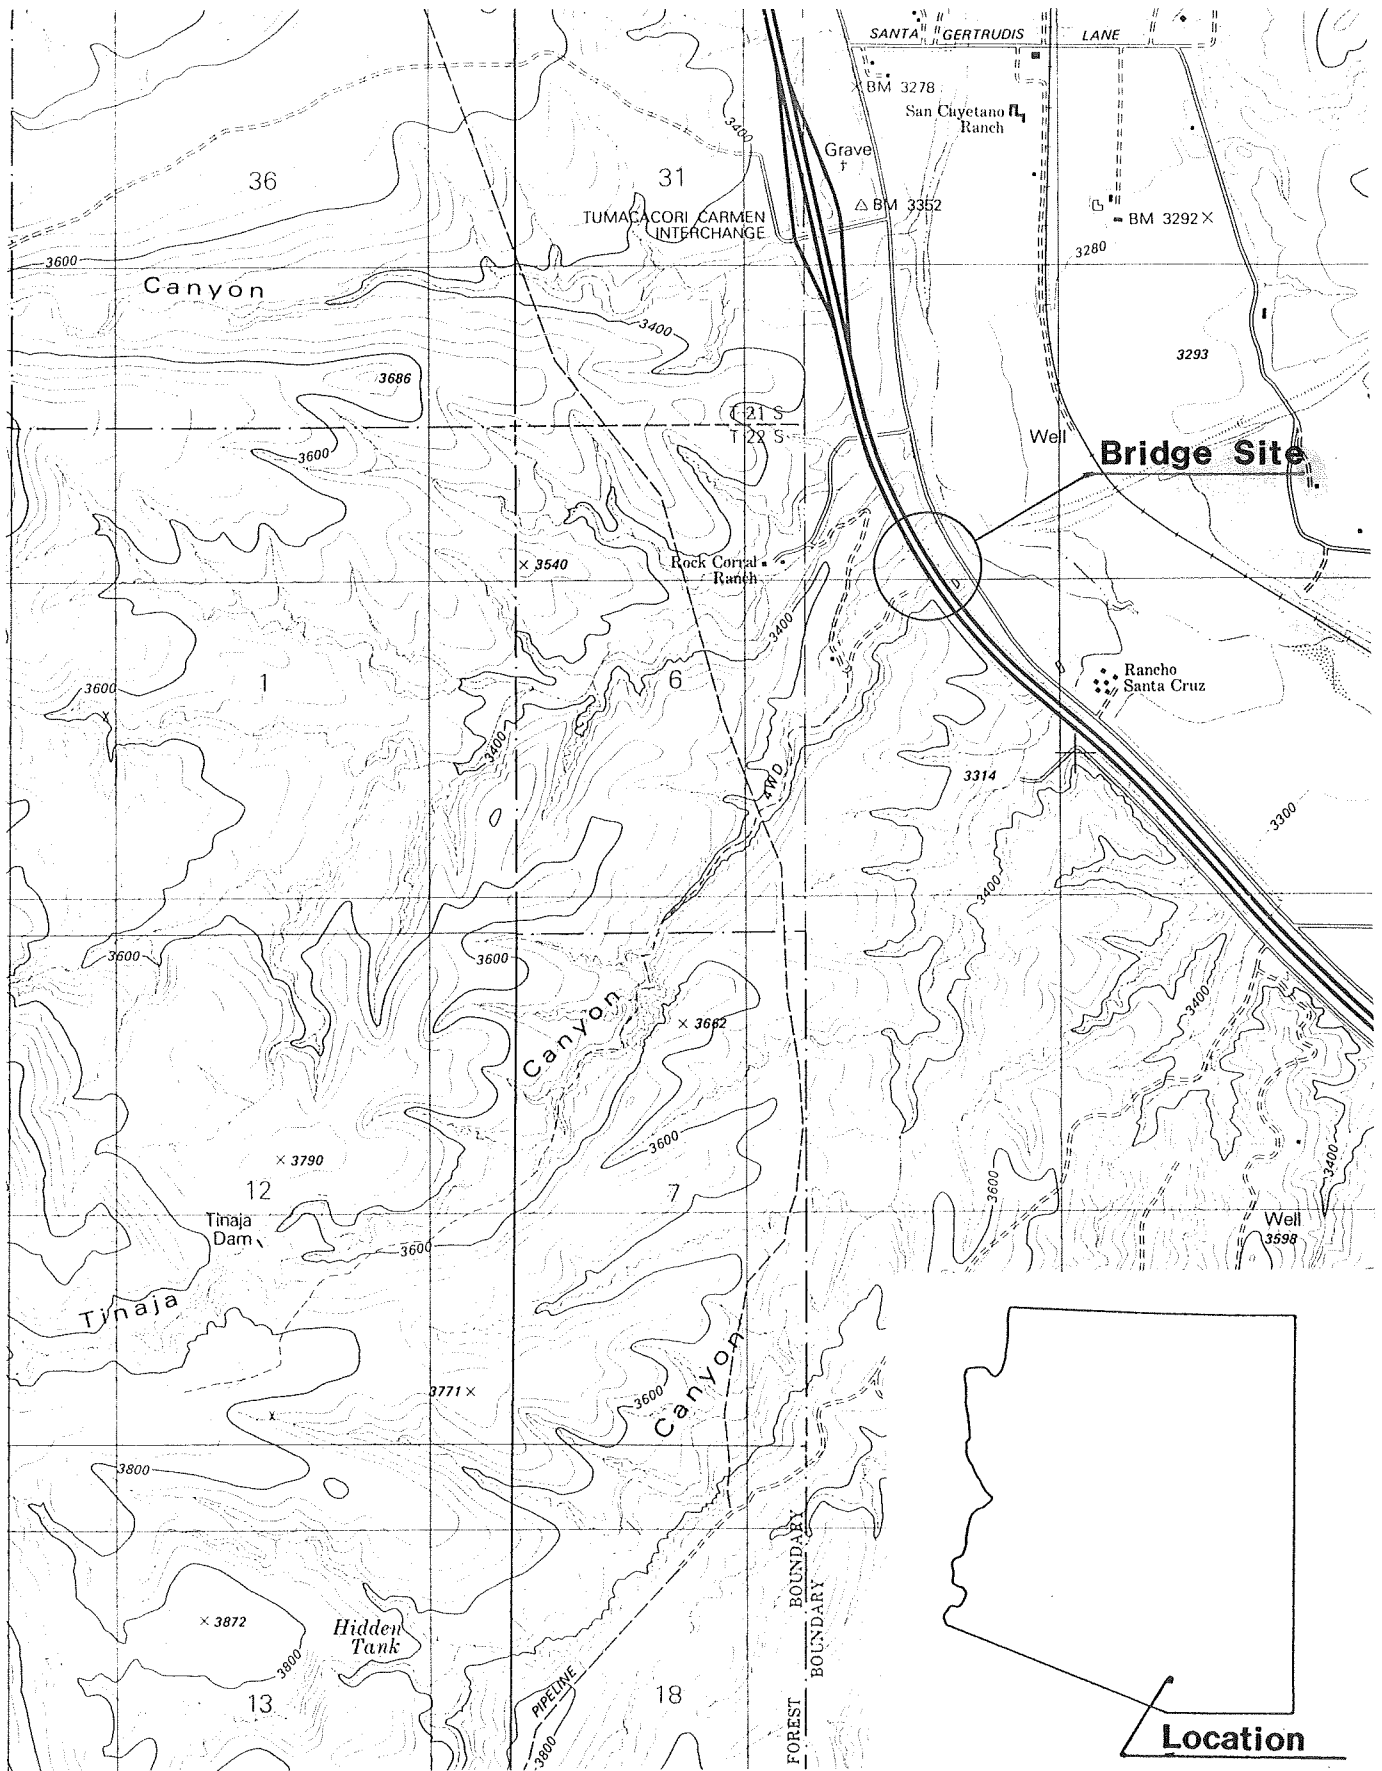 SANTA GERTRUDIS LANE
BM 3278
San Cayetano
Ranch
3400
Grave
36
31
BM 3352
TUMACACORI CARMEN
INTERCHANGE
BM 3292
3280
3600
Canyon
3400
3293
3686
T 21 S
T 22 S
Well
3600
Bridge Site
3540
Rock Corral
Ranch
D
3400
D
1
6
Rancho
Santa Cruz
3600
3400
4WD
3314
3300
3400
3600
3600
Canyon
3662
3400
3600
3790
12
7
3600
3400
Tinaja
Dam
3600
Well
3598
Tinaja
Canyon
3771
3600
3800
BOUNDARY
BOUNDARY
3872
Hidden
Tank
3800
13
PIPELINE
18
FOREST
3800
Location